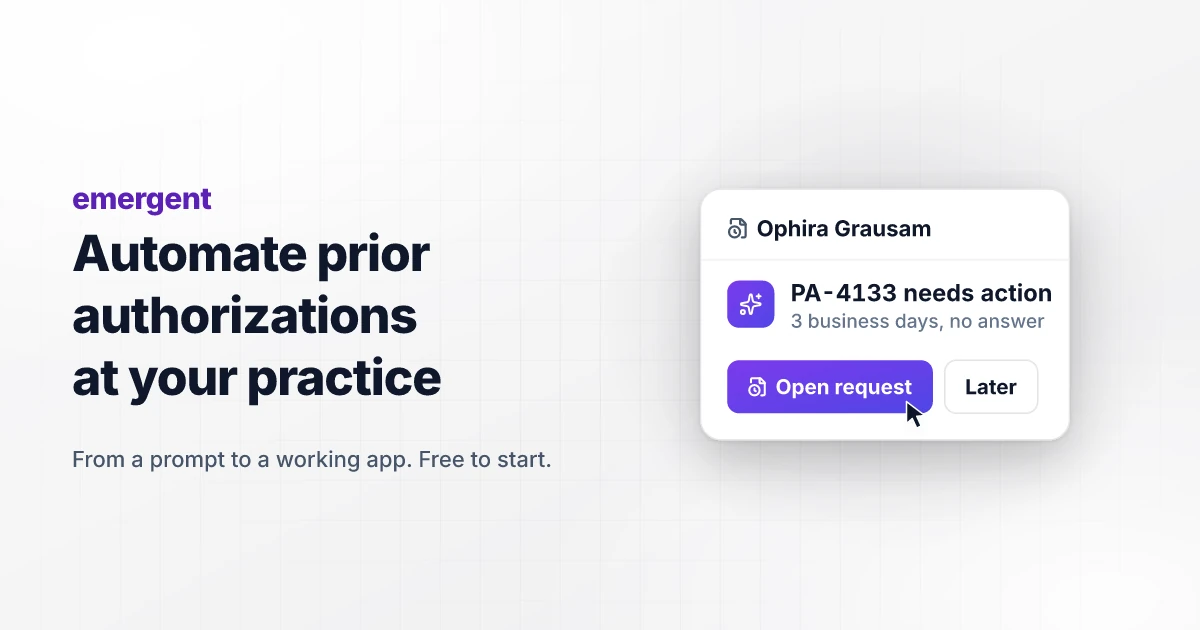 emergent
Automate prior
authorizations
at your practice
From a prompt to a working app. Free to start.
Ophira Grausam
PA-4133 needs action
3 business days, no answer
Open request
Later